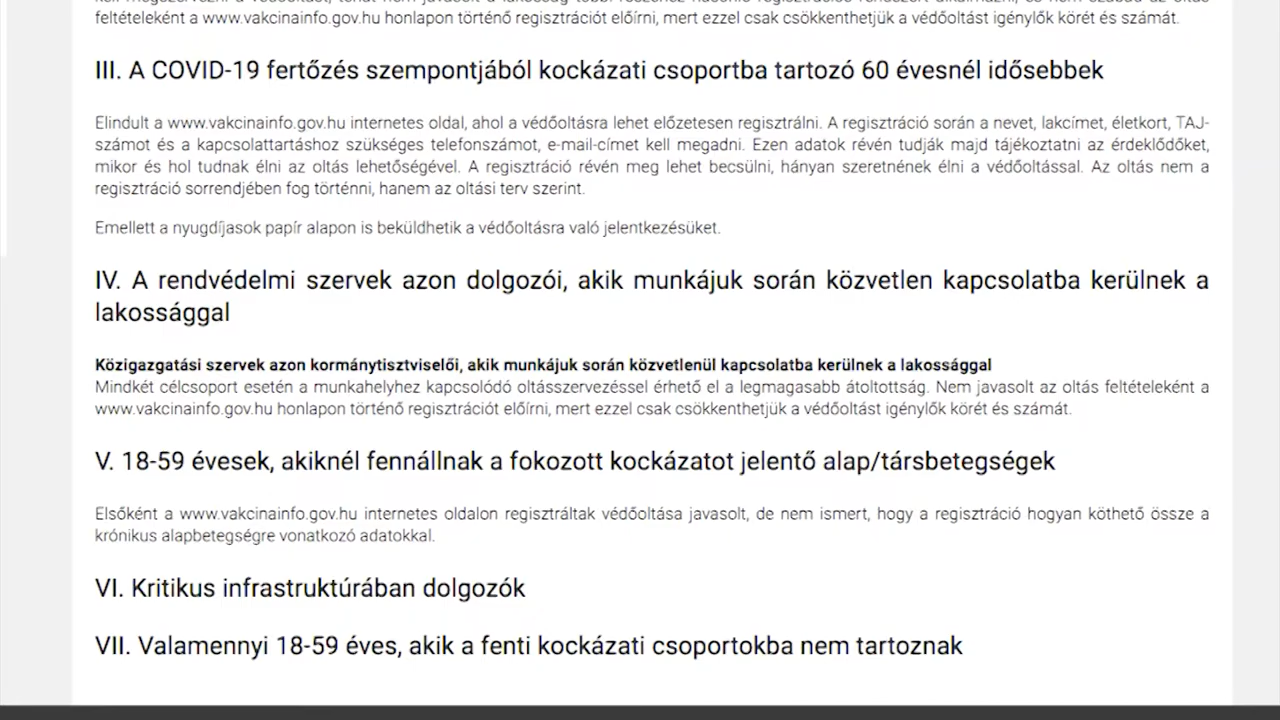 feltételeként a www.vakcinainfo.gov.hu honlapon történő regisztrációt előírni, mert ezzel csak csökkenthetjük a védőoltást igénylők körét és számát.
III. A COVID-19 fertőzés szempontjából kockázati csoportba tartozó 60 évesnél idősebbek
Elindult a www.vakcinainfo.gov.hu internetes oldal, ahol a védőoltásra lehet előzetesen regisztrálni. A regisztráció során a nevet, lakcímet, életkort, TAJ-
számot és a kapcsolattartáshoz szükséges telefonszámot, e-mail-címet kell megadni. Ezen adatok révén tudják majd tájékoztatni az érdeklődőket,
mikor és hol tudnak élni az oltás lehetőségével. A regisztráció révén meg lehet becsülni, hányan szeretnének élni a védőoltással. Az oltás nem a
regisztráció sorrendjében fog történni, hanem az oltási terv szerint.
Emellett a nyugdíjasok papír alapon is beküldhetik a védőoltásra való jelentkezésüket.
IV. A rendvédelmi szervek azon dolgozói, akik munkájuk során közvetlen kapcsolatba kerülnek a
lakossággal
Közigazgatási szervek azon kormánytisztviselői, akik munkájuk során közvetlenül kapcsolatba kerülnek a lakossággal
Mindkét célcsoport esetén a munkahelyhez kapcsolódó oltásszervezéssel érhető el a legmagasabb átoltottság. Nem javasolt az oltás feltételeként a
www.vakcinainfo.gov.hu honlapon történő regisztrációt előírni, mert ezzel csak csökkenthetjük a védőoltást igénylők körét és számát.
V. 18-59 évesek, akiknél fennállnak a fokozott kockázatot jelentő alap/társbetegségek
Elsőként a www.vakcinainfo.gov.hu internetes oldalon regisztráltak védőoltása javasolt, de nem ismert, hogy a regisztráció hogyan köthető össze a
krónikus alapbetegségre vonatkozó adatokkal.
VI. Kritikus infrastruktúrában dolgozók
VII. Valamennyi 18-59 éves, akik a fenti kockázati csoportokba nem tartoznak